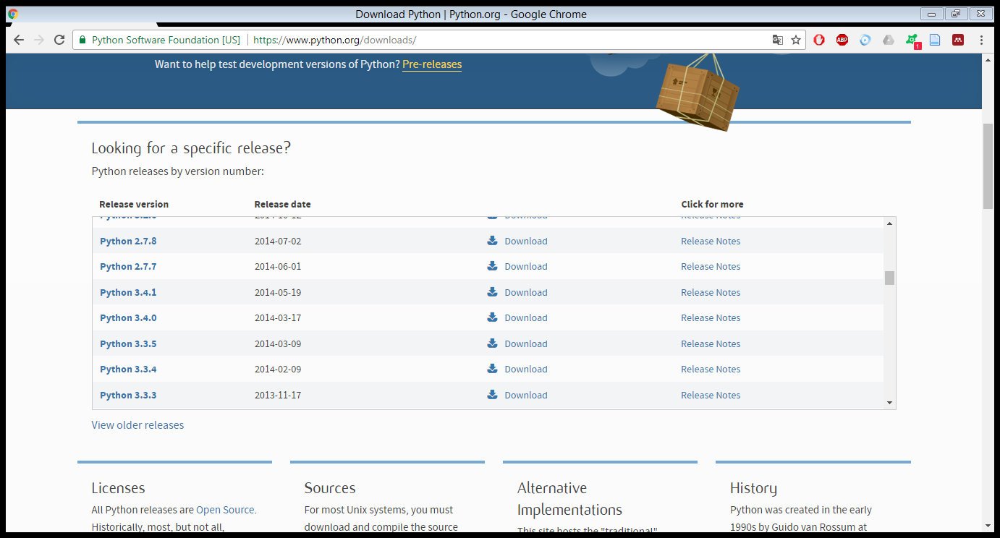 Download Python | Python.org - Google Chrome
Python Software Foundation [US] https://www.python.org/downloads/
ABP
1
Want to help test development versions of Python? Pre-releases
Looking for a specific release?
Python releases by version number:
Release version Release date Click for more
2014-10-12 Download Release Notes
Python 2.7.8 2014-07-02 Download Release Notes
Python 2.7.7 2014-06-01 Download Release Notes
Python 3.4.1 2014-05-19 Download Release Notes
Python 3.4.0 2014-03-17 Download Release Notes
Python 3.3.5 2014-03-09 Download Release Notes
Python 3.3.4 2014-02-09 Download Release Notes
Python 3.3.3 2013-11-17 Download Release Notes
View older releases
Licenses
All Python releases are Open Source.
Historically, most, but not all,
Sources
For most Unix systems, you must
download and compile the source
Alternative
Implementations
This site hosts the "traditional"
History
Python was created in the early
1990s by Guido van Rossum at